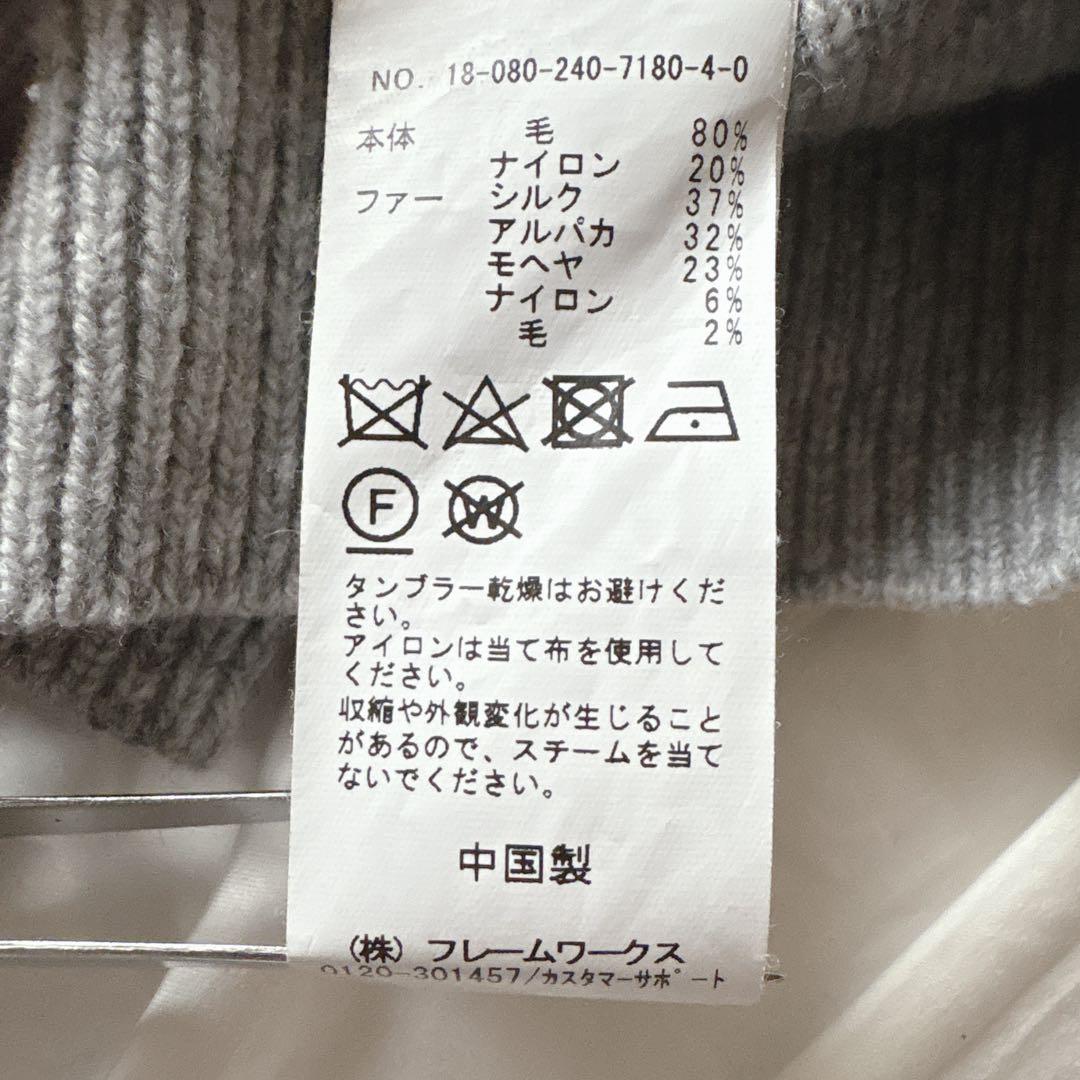 NO. 18-080-240-7180-4-0
本体 毛 80%
ナイロン 20%
ファー シルク 37%
アルパカ 32%
モヘヤ 23%
ナイロン 6%
毛 2%
F W
タンブラー乾燥はお避けくだ
さい。
アイロンは当て布を使用して
ください。
収縮や外観変化が生じること
があるので、スチームを当て
ないでください。
中国製
(株) フレームワークス
0120-301457/カスタマーサポート